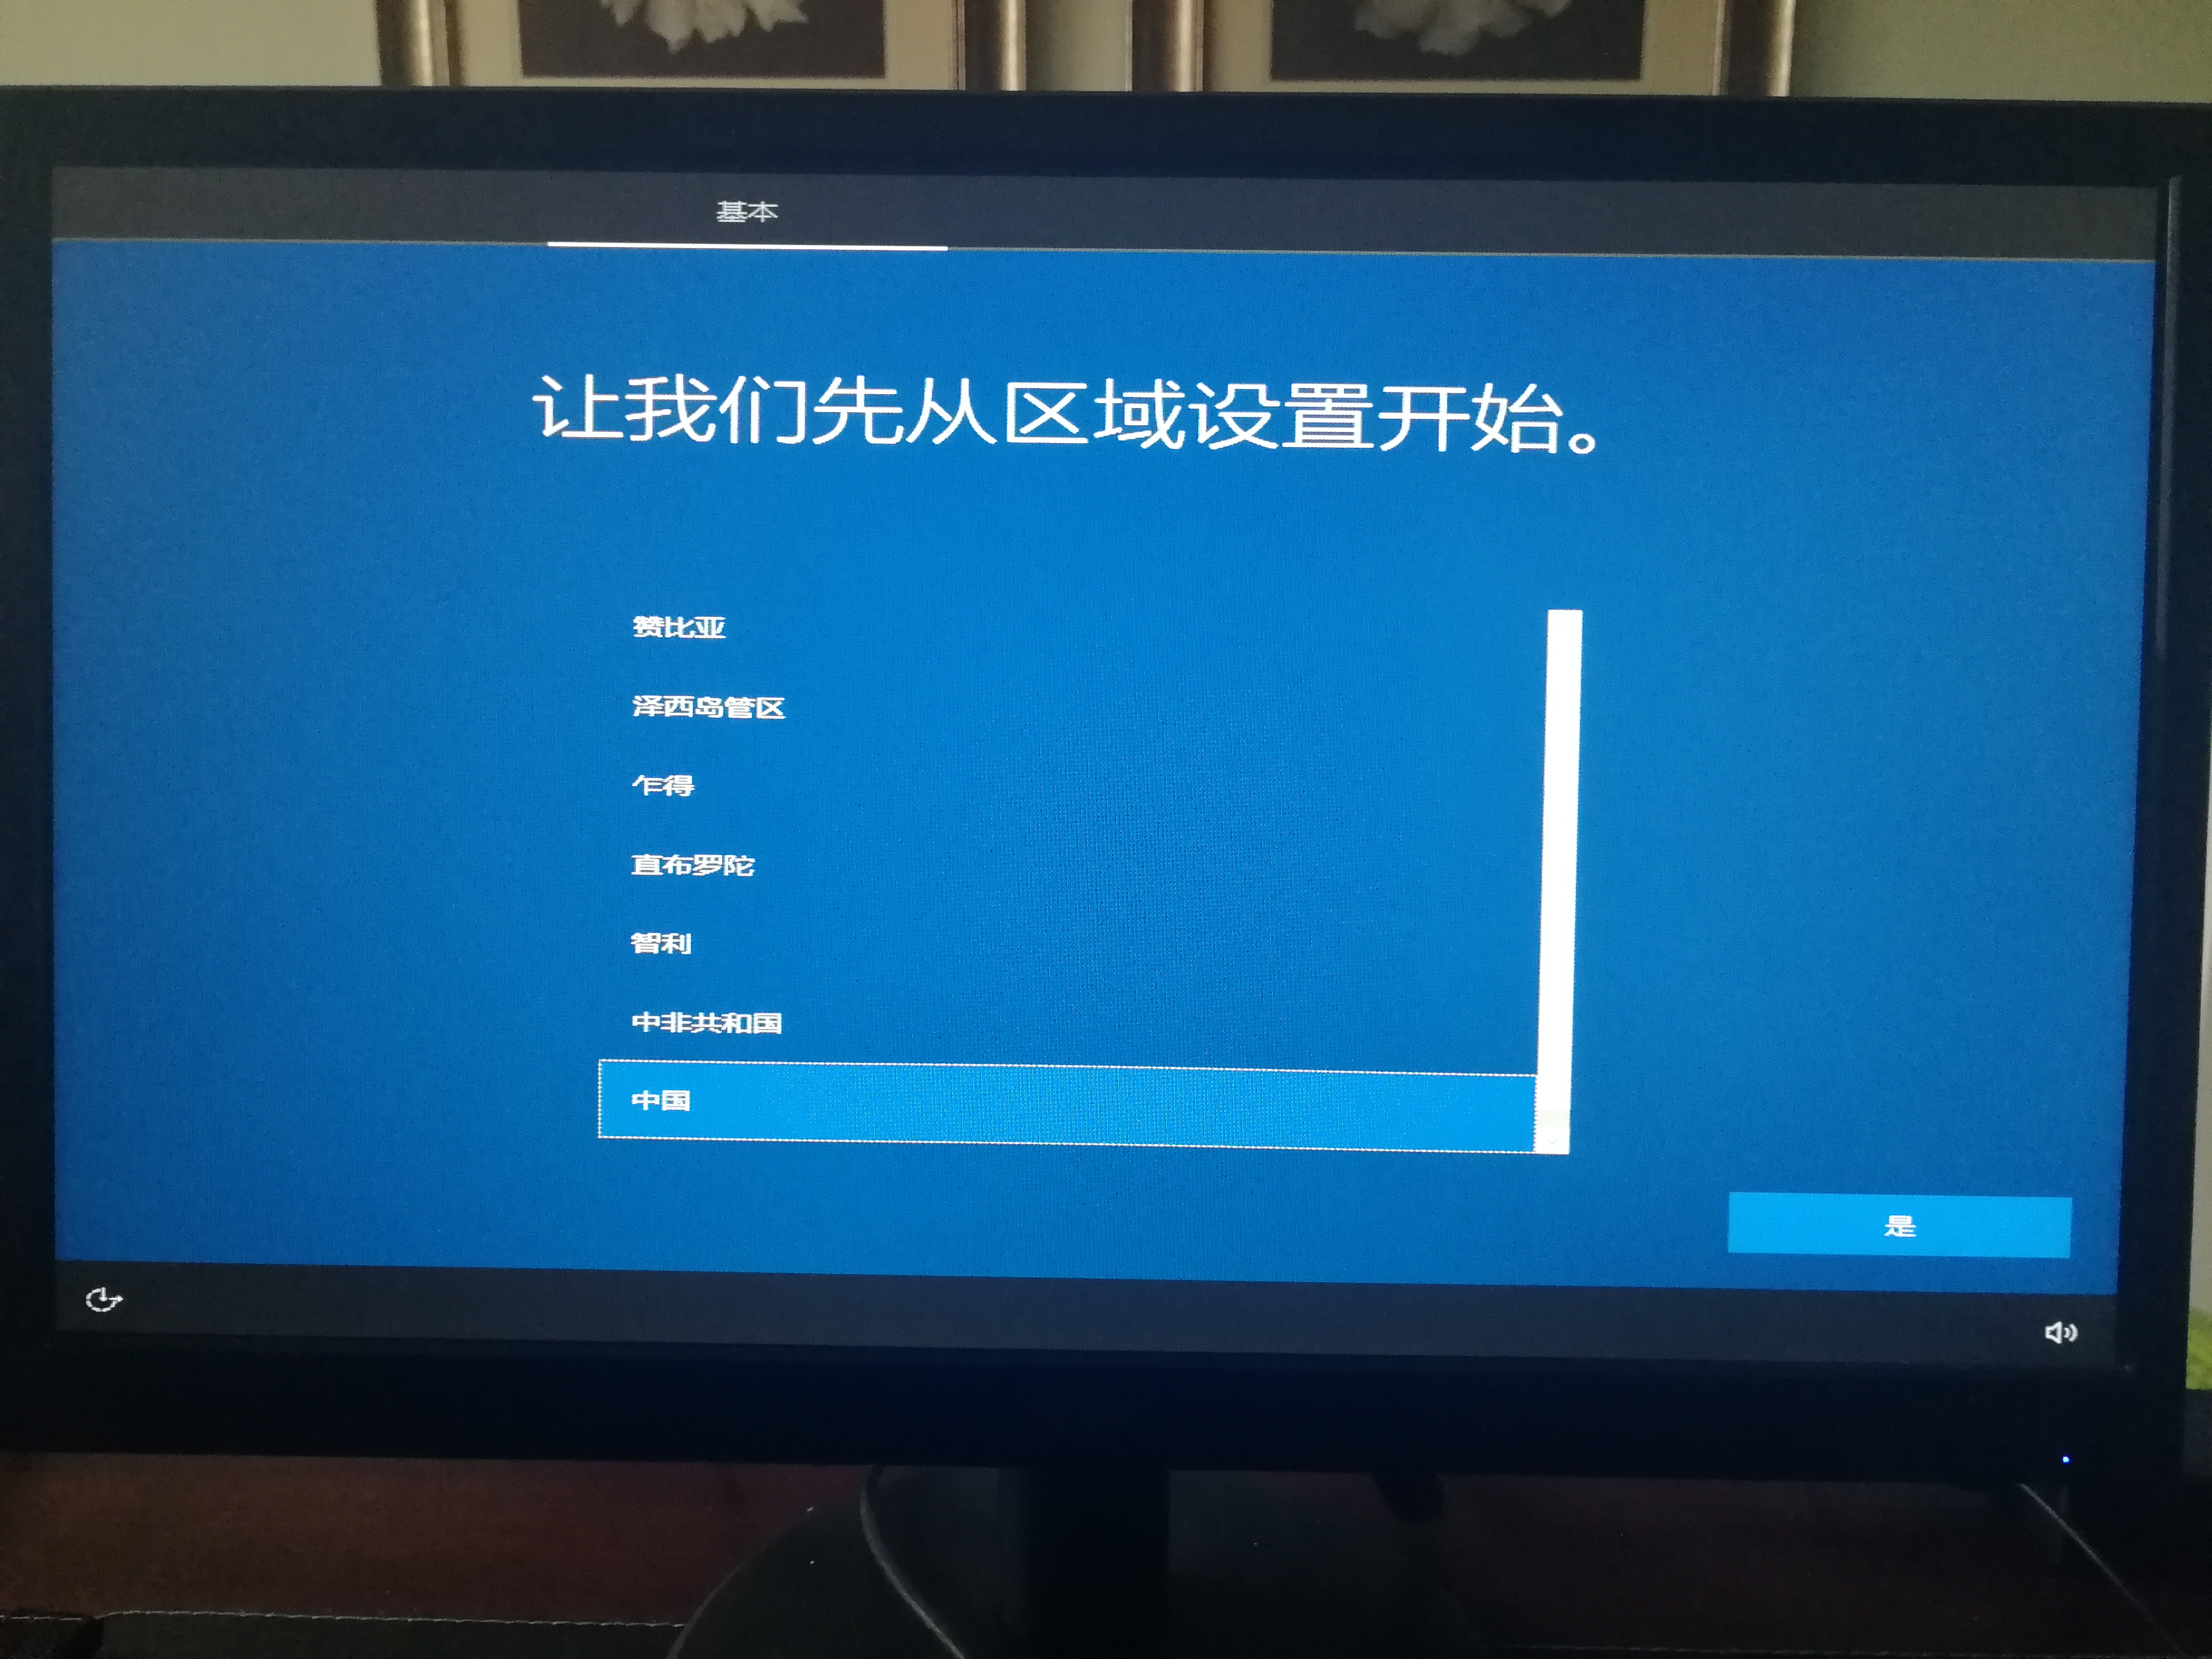 基本
让我们先从区域设置开始。
赞比亚
泽西岛管区
乍得
直布罗陀
智利
中非共和国
中国
是